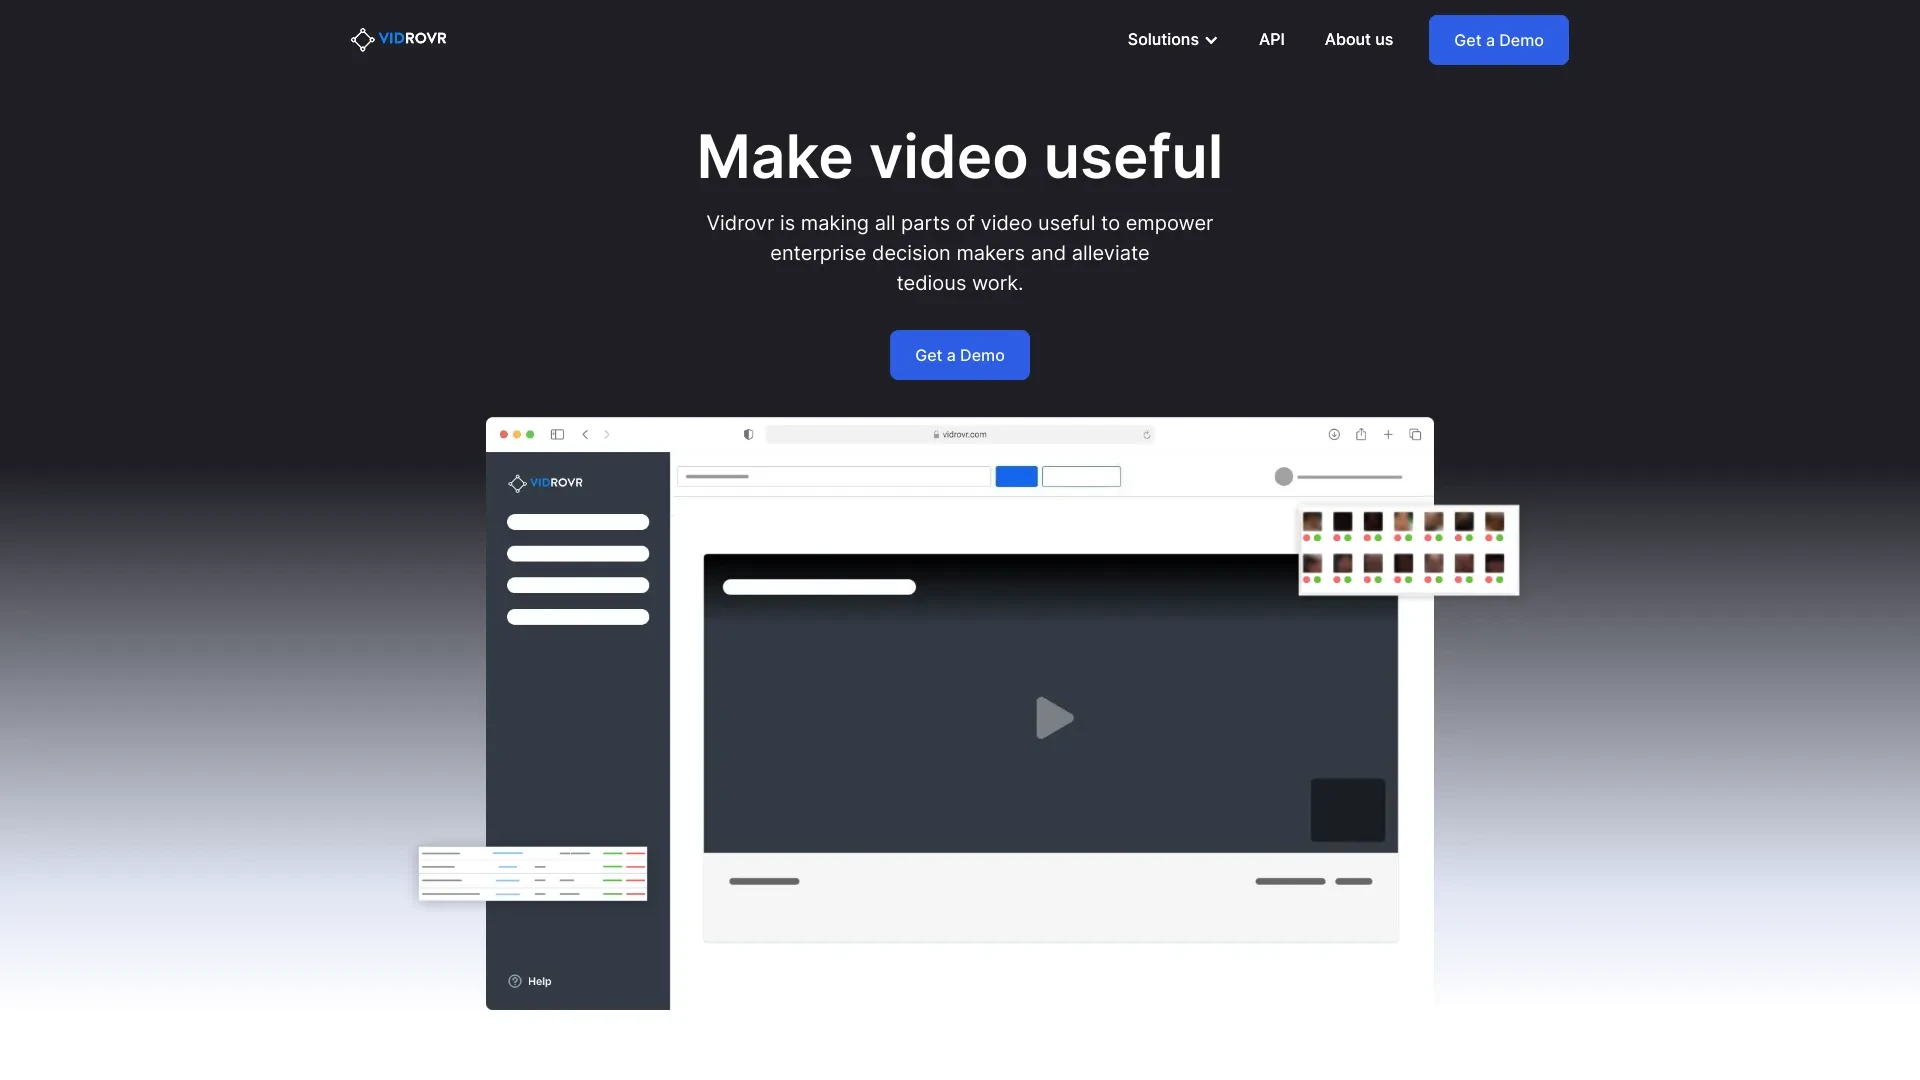 VIDROVR
Solutions
API
About us
Get a Demo
Make video useful
Vidrovr is making all parts of video useful to empower
enterprise decision makers and alleviate
tedious work.
Get a Demo
vidrovr.com
VIDROVR
Help